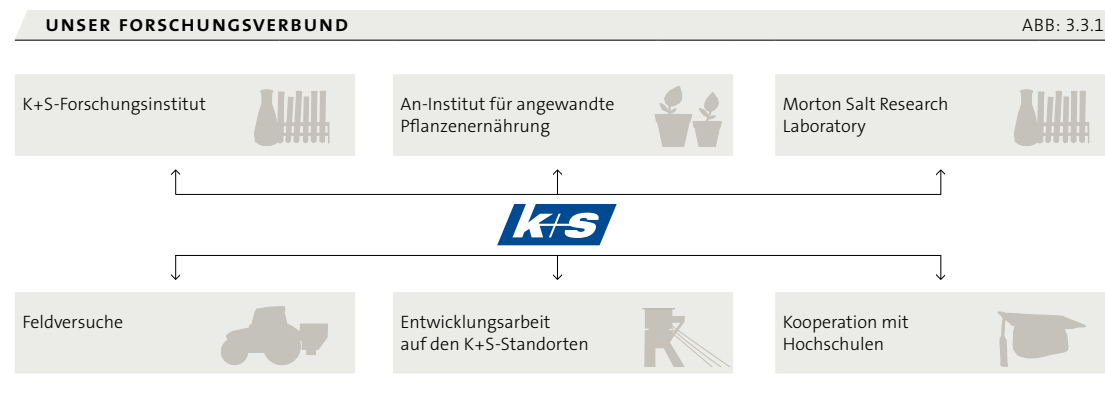 UNSER FORSCHUNGSVERBUND ABB: 3.3.1
K+S-Forschungsinstitut
An-Institut für angewandte
Pflanzenernährung
Morton Salt Research
Laboratory
K+S
Feldversuche
Entwicklungsarbeit
auf den K+S-Standorten
Kooperation mit
Hochschulen